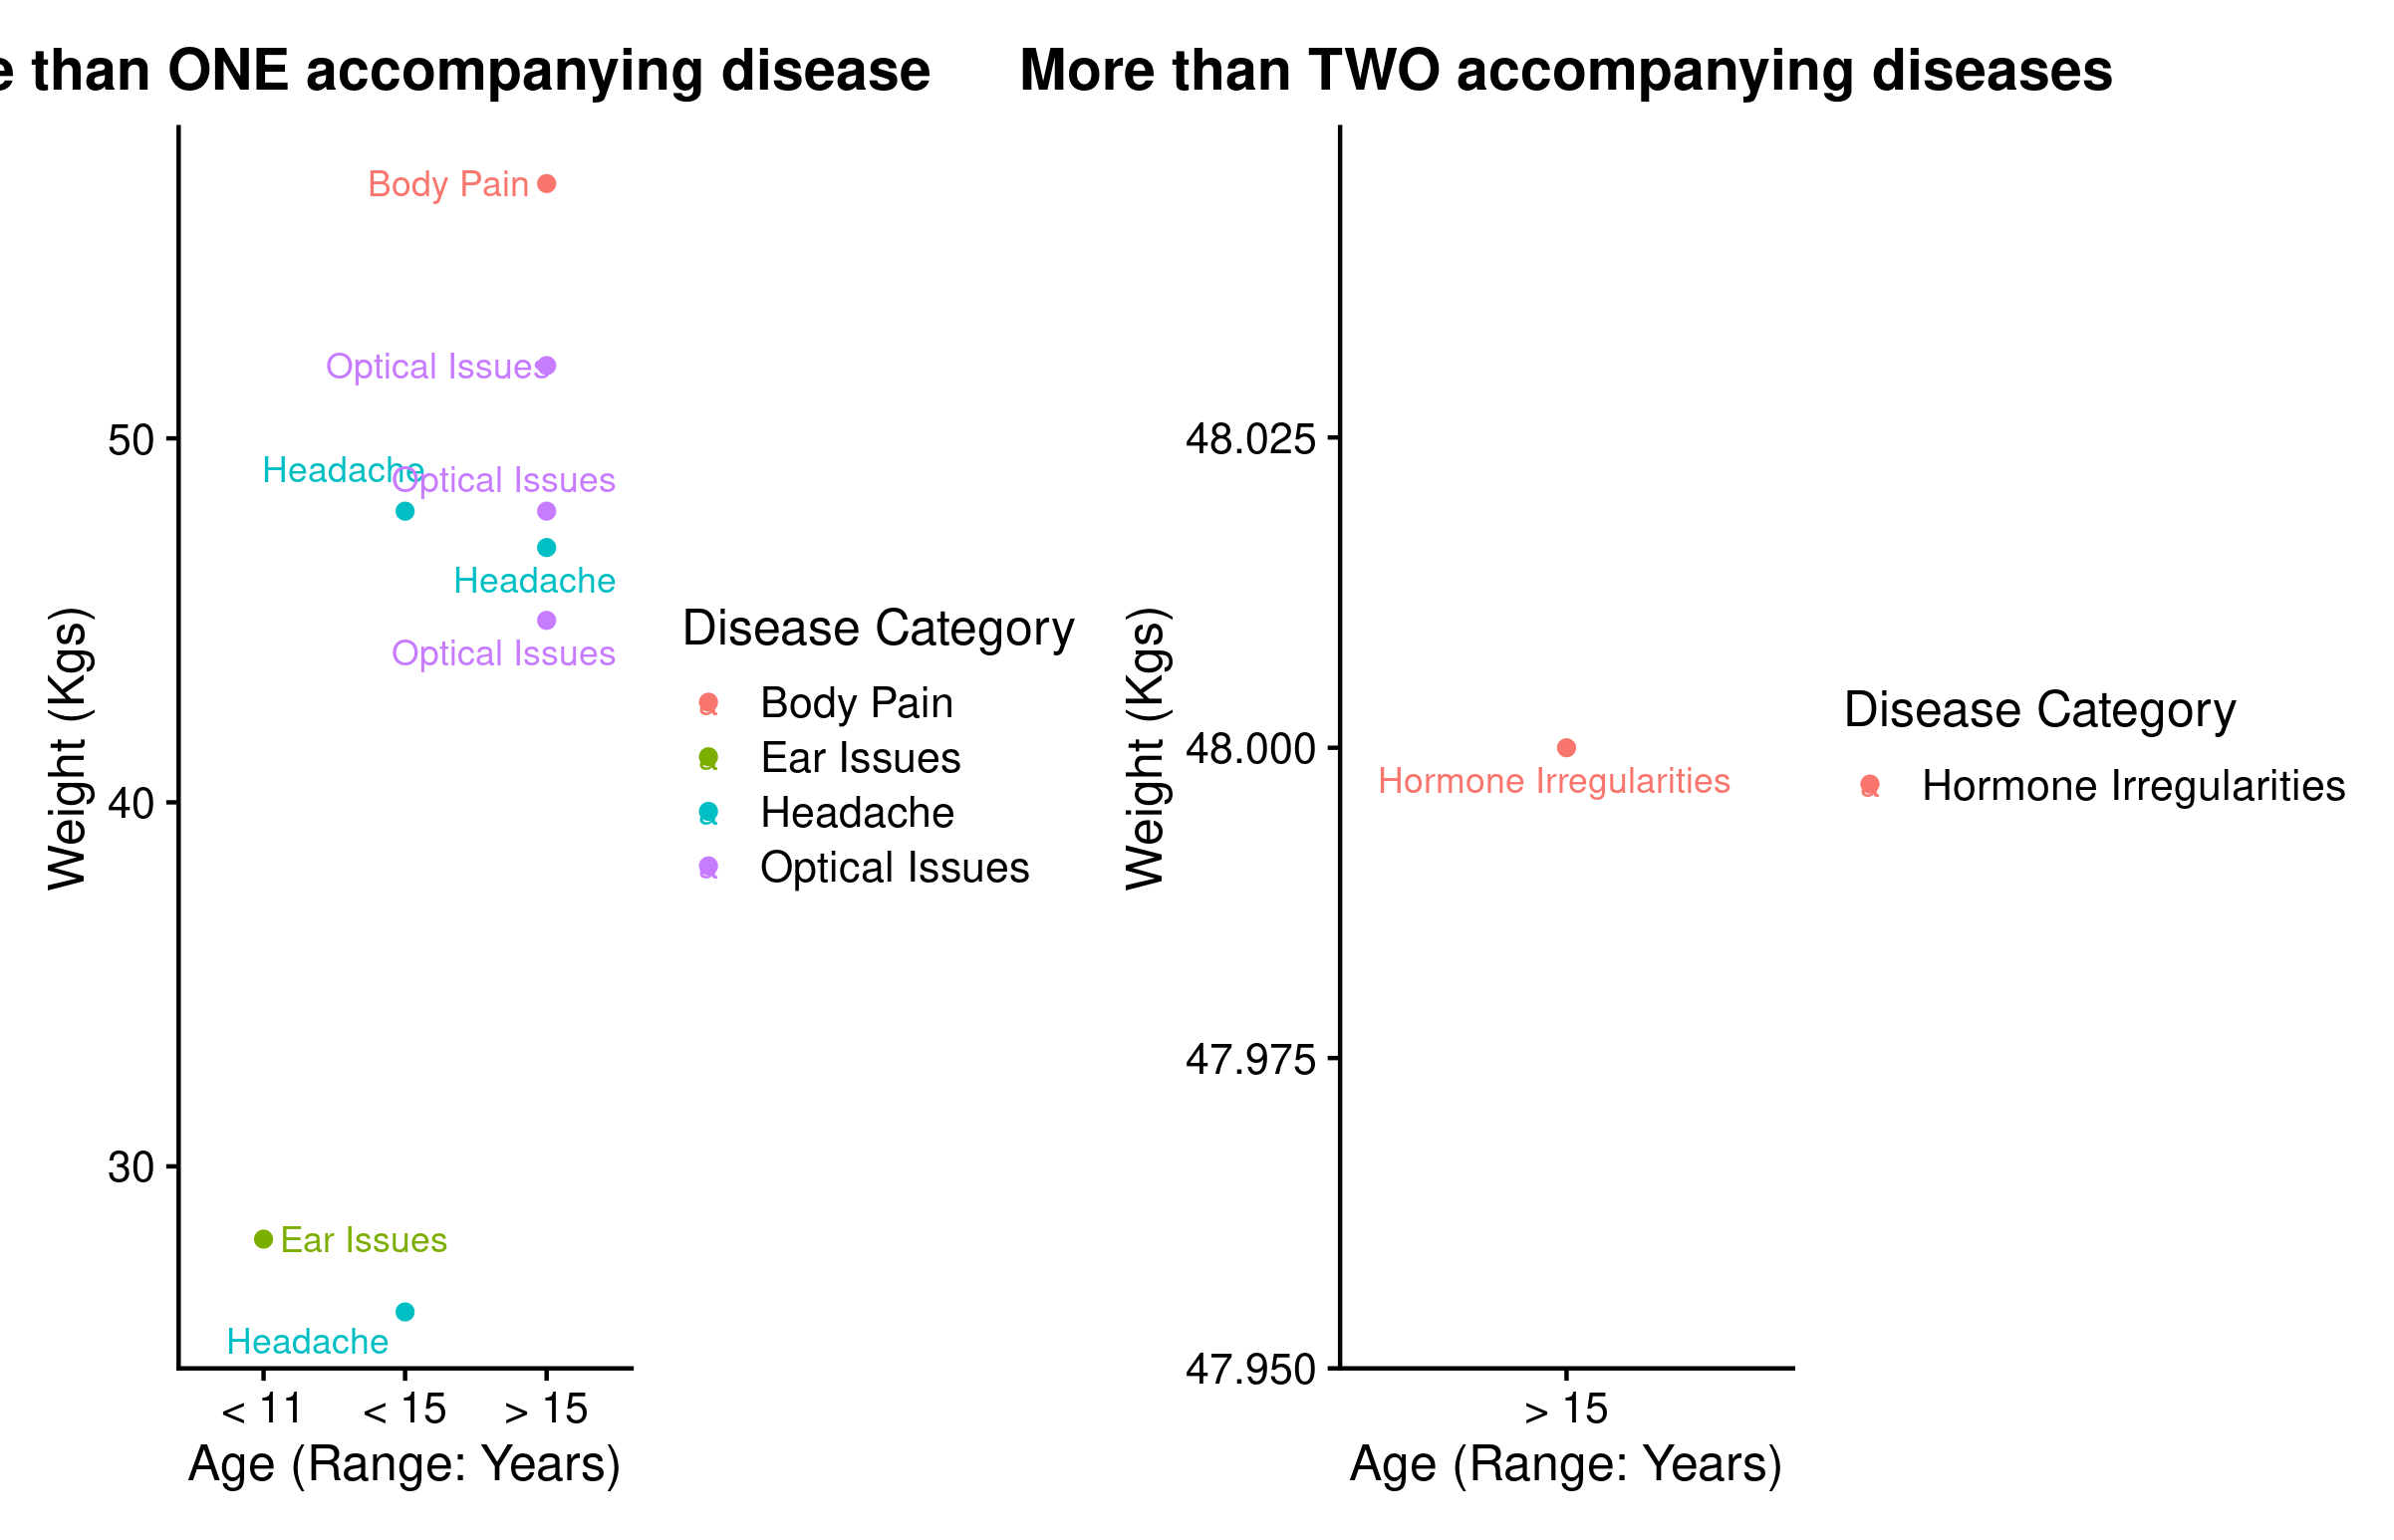 e than ONE accompanying disease
Body Pain
Optical Issues
50
Headache
Optical Issues
Headache
Optical Issues
Weight (Kgs)
40
30
Ear Issues
Headache
< 11 < 15 > 15
Age (Range: Years)
Disease Category
Body Pain
Ear Issues
Headache
Optical Issues
More than TWO accompanying diseases
48.025
Weight (Kgs)
48.000
Hormone Irregularities
47.975
47.950
> 15
Age (Range: Years)
Disease Category
Hormone Irregularities